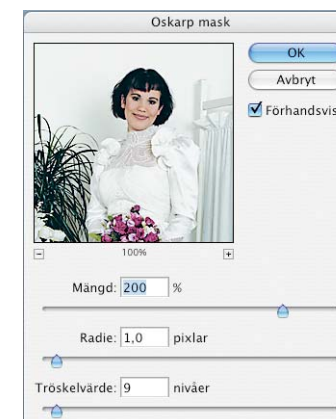 Oskarp mask
OK
Avbryt
Förhandsvis
100%
Mängd: 200 %
Radie: 1,0 pixlar
Tröskelvärde: 9 nivåer